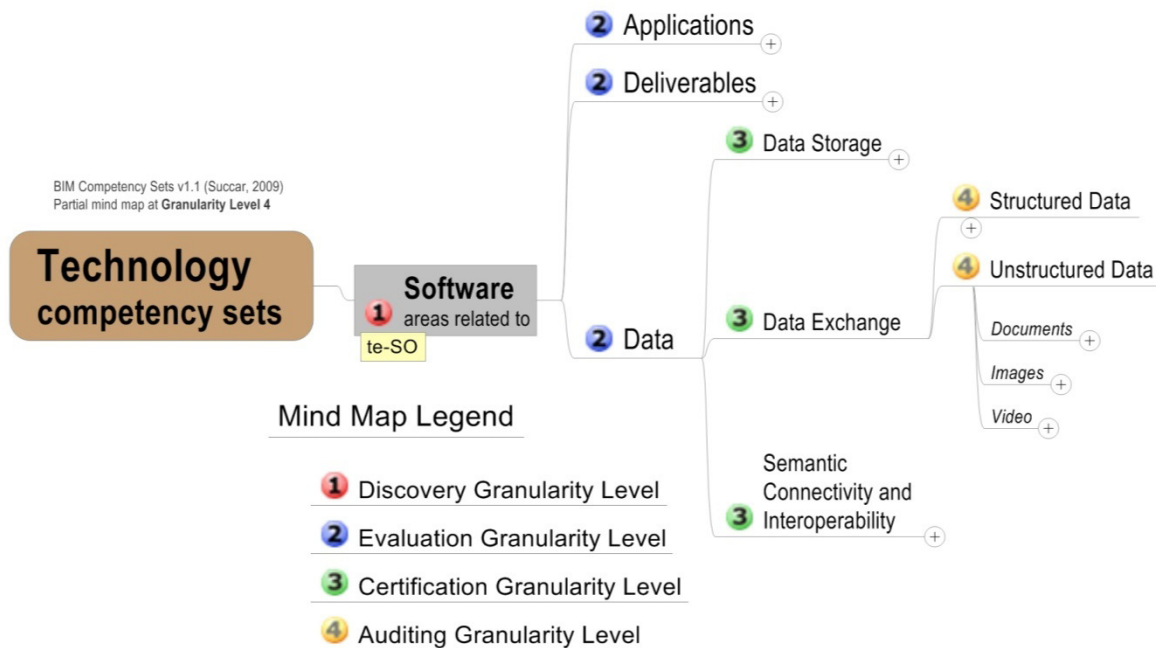 BIM Competency Sets v1.1 (Succar, 2009)
Partial mind map at Granularity Level 4
Technology
competency sets
1
Software
areas related to
te-SO
2 Applications
+
2 Deliverables
+
2 Data
3 Data Storage
+
3 Data Exchange
4 Structured Data
+
4 Unstructured Data
Documents
+
Images
+
Video
+
Semantic
Connectivity and
3 Interoperability
+
Mind Map Legend
1 Discovery Granularity Level
2 Evaluation Granularity Level
3 Certification Granularity Level
4 Auditing Granularity Level